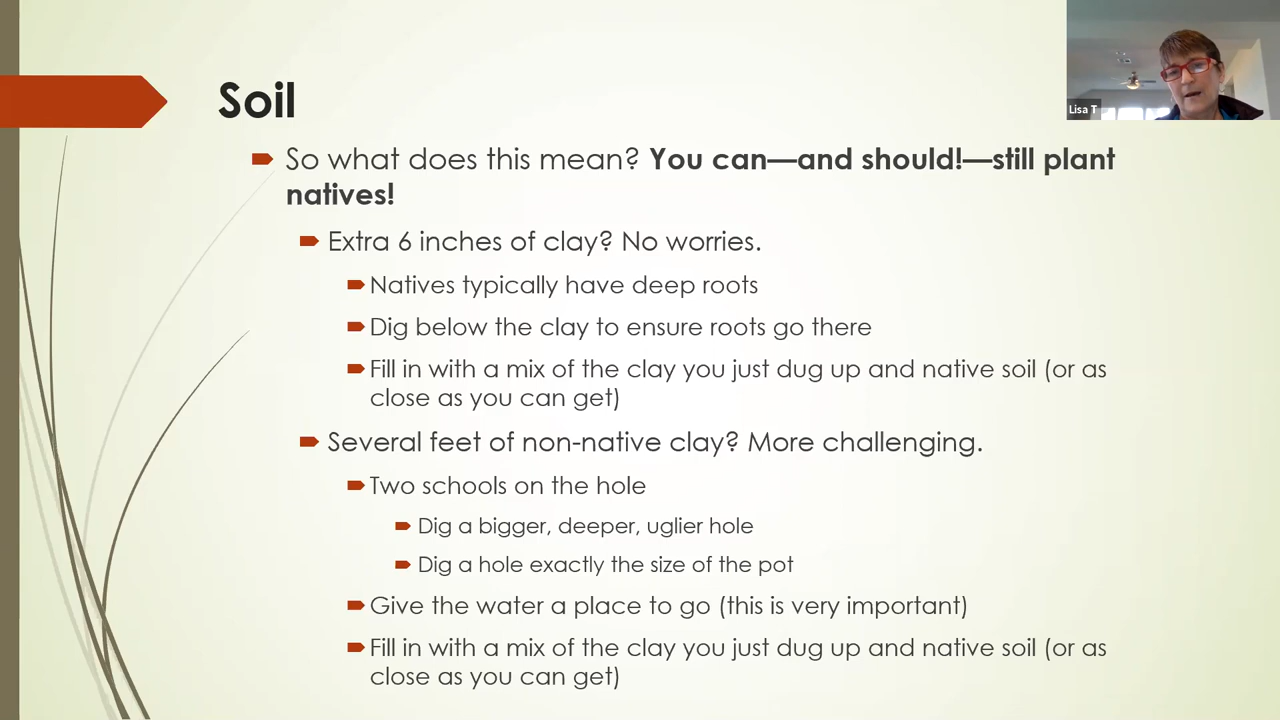 Soil
Lisa T
So what does this mean? You can—and should!—still plant
natives!
Extra 6 inches of clay? No worries.
Natives typically have deep roots
Dig below the clay to ensure roots go there
Fill in with a mix of the clay you just dug up and native soil (or as
close as you can get)
Several feet of non-native clay? More challenging.
Two schools on the hole
Dig a bigger, deeper, uglier hole
Dig a hole exactly the size of the pot
Give the water a place to go (this is very important)
Fill in with a mix of the clay you just dug up and native soil (or as
close as you can get)